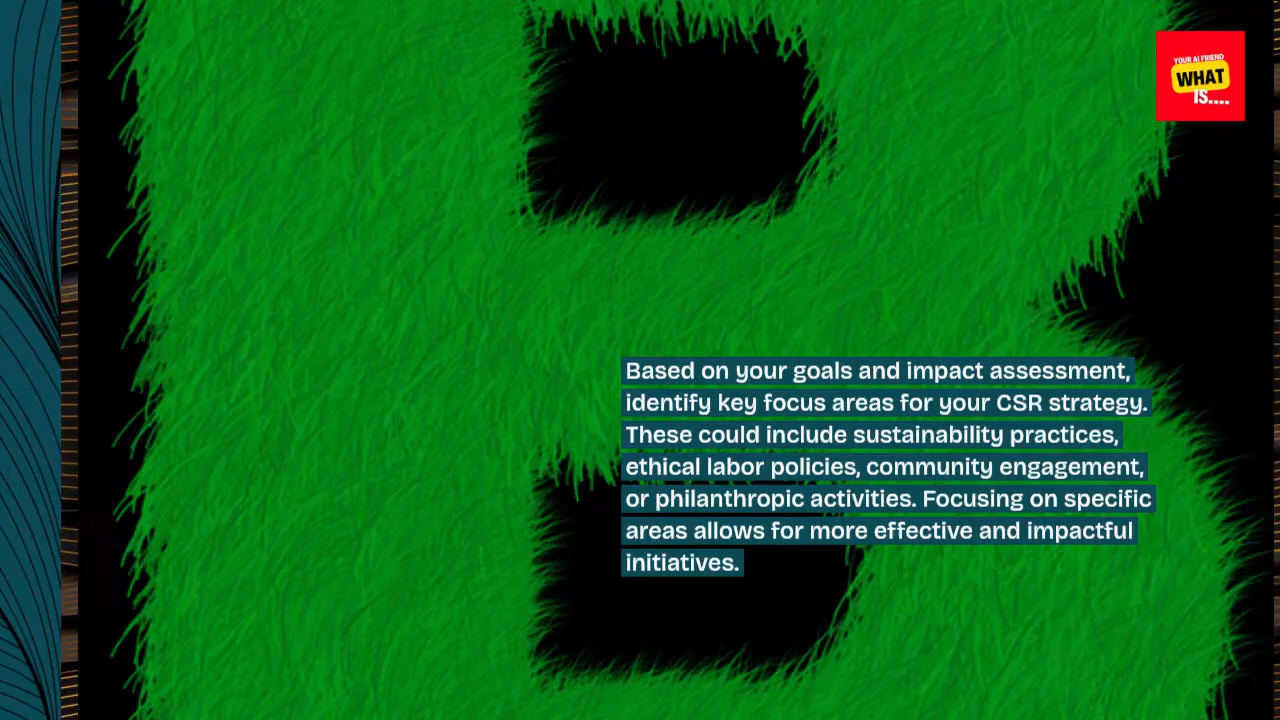 YOUR AI FRIEND
WHAT
IS....
B
Based on your goals and impact assessment,
identify key focus areas for your CSR strategy.
These could include sustainability practices,
ethical labor policies, community engagement,
or philanthropic activities. Focusing on specific
areas allows for more effective and impactful
initiatives.